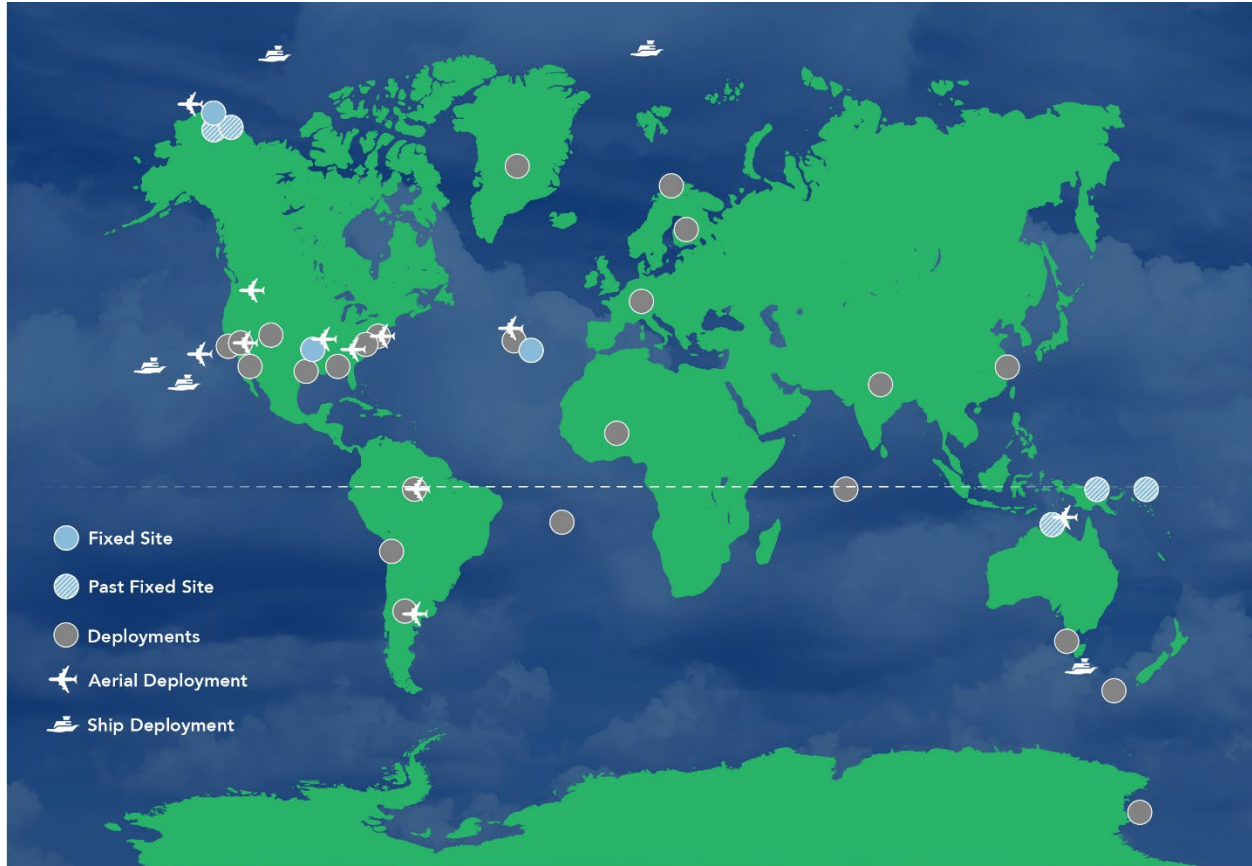 Fixed Site
Past Fixed Site
Deployments
Aerial Deployment
Ship Deployment